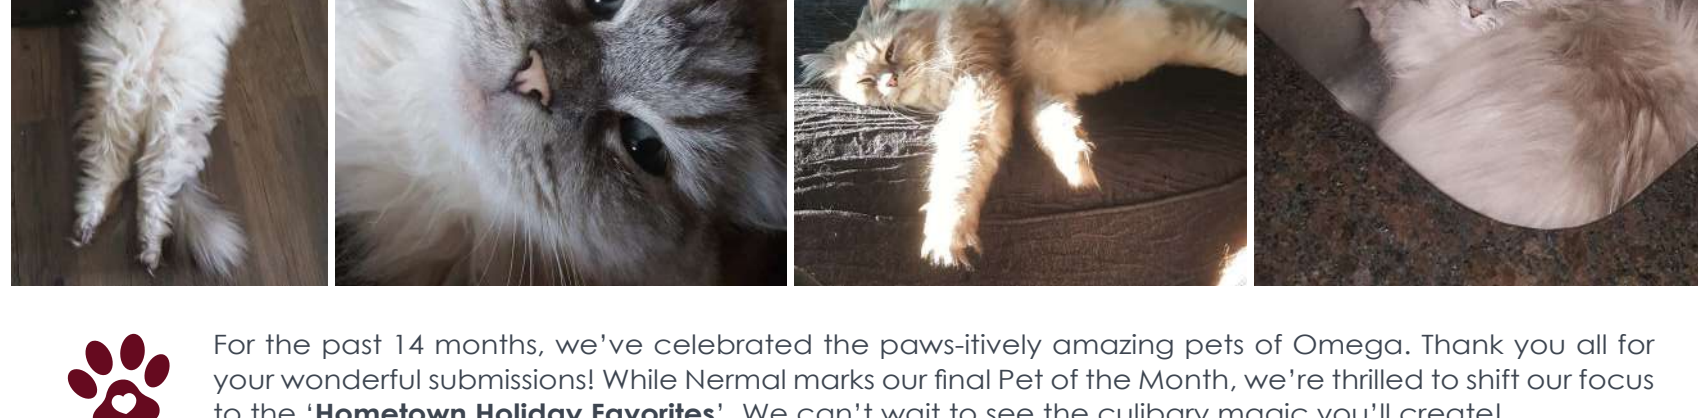 For the past 14 months, we've celebrated the paws-itively amazing pets of Omega. Thank you all for
your wonderful submissions! While Nermal marks our final Pet of the Month, we're thrilled to shift our focus
to the ‘Hometown Holiday Favorites’. We can't wait to see the culibary magic you'll create!